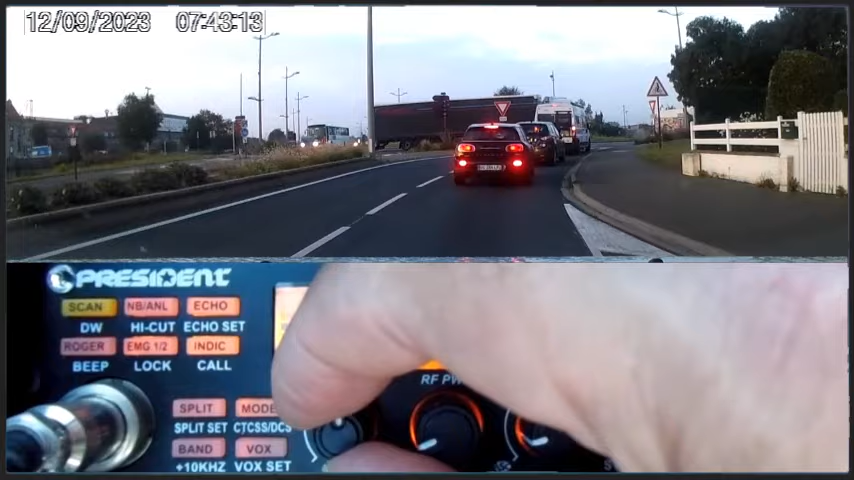 12/09/2023 07:43:13
PRESIDENT
SCAN NB/ANL ECHO
DW HI-CUT ECHO SET
ROGER EMG 1/2 INDIC
BEEP LOCK CALL
RF PW
SPLIT MODE
SPLIT SET CTCSS/DCS
BAND VOX
+10KHZ VOX SET